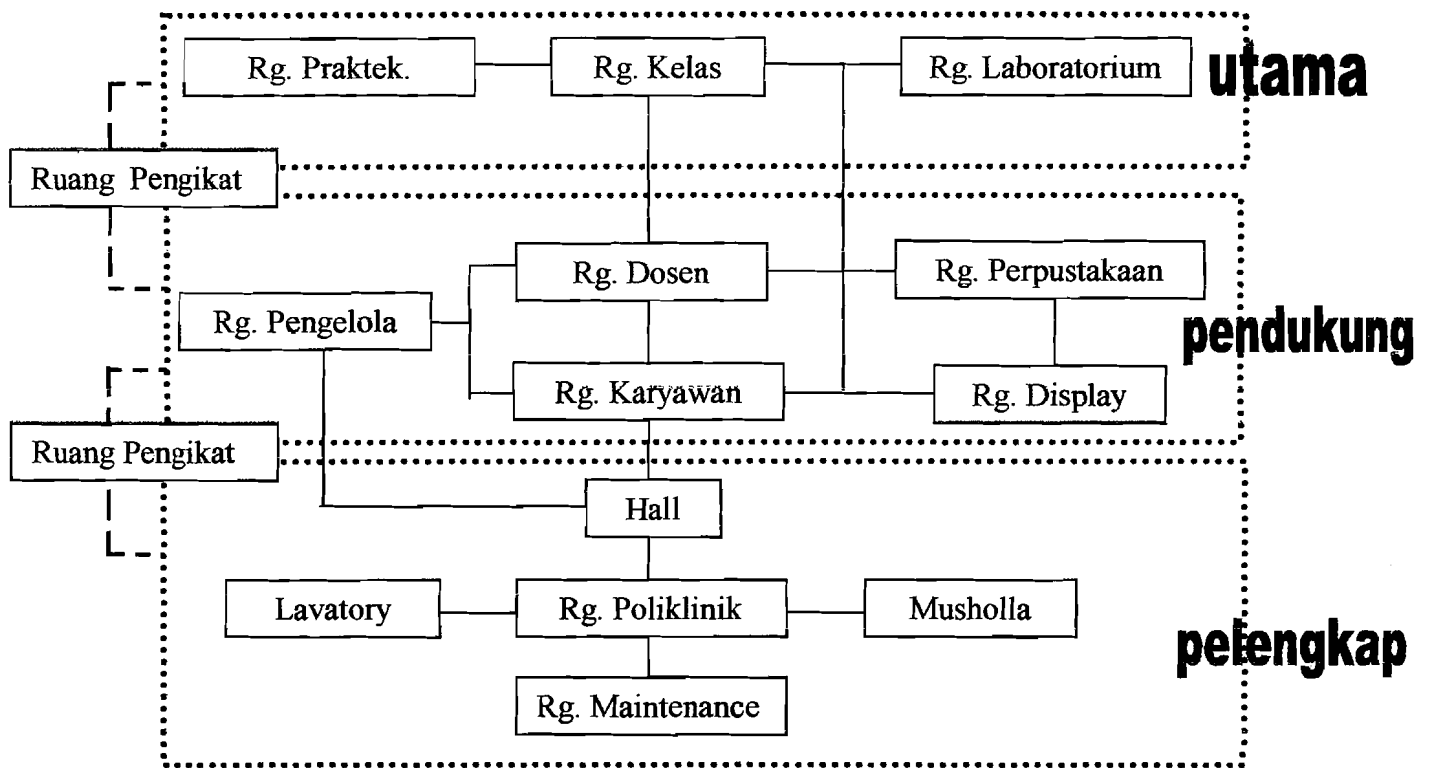 Rg. Praktek.
Rg. Kelas
Rg. Laboratorium
utama
Ruang Pengikat
Rg. Dosen
Rg. Perpustakaan
Rg. Pengelola
pendukung
Rg. Karyawan
Rg. Display
Ruang Pengikat
Hall
Lavatory
Rg. Poliklinik
Musholla
pelengkap
Rg. Maintenance